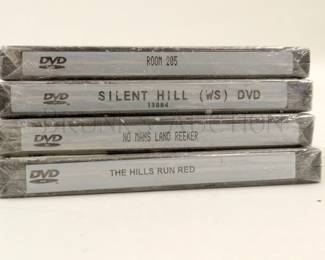 DVD
ROOM 205
DVD
SILENT HILL (WS) DVD
13884
DVD
NO MANS LAND REEKER
DVD
THE HILLS RUN RED